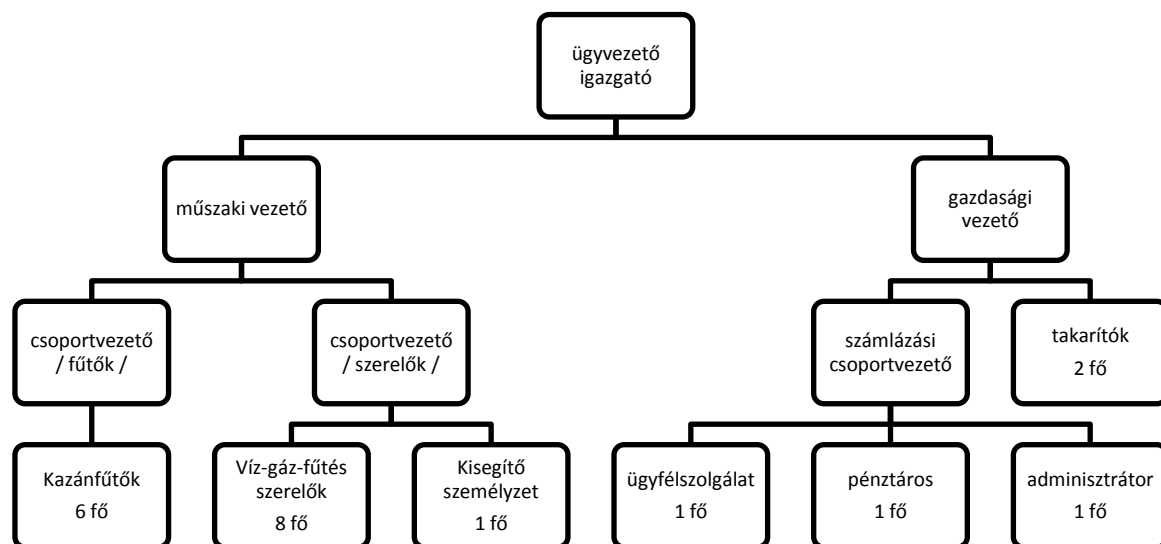 ügyvezető
igazgató
műszaki vezető
gazdasági
vezető
csoportvezető
/ fűtők /
csoportvezető
/ szerelők /
számlázási
csoportvezető
takarítók
2 fő
Kazánfűtők
6 fő
Víz-gáz-fűtés
szerelők
8 fő
Kisegítő
személyzet
1 fő
ügyfélszolgálat
1 fő
pénztáros
1 fő
adminisztrátor
1 fő